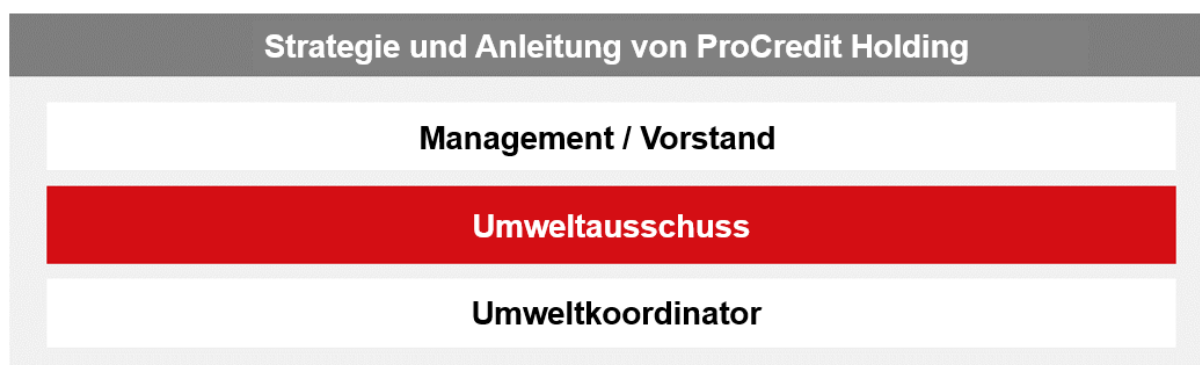 Strategie und Anleitung von ProCredit Holding
Management / Vorstand
Umweltausschuss
Umweltkoordinator